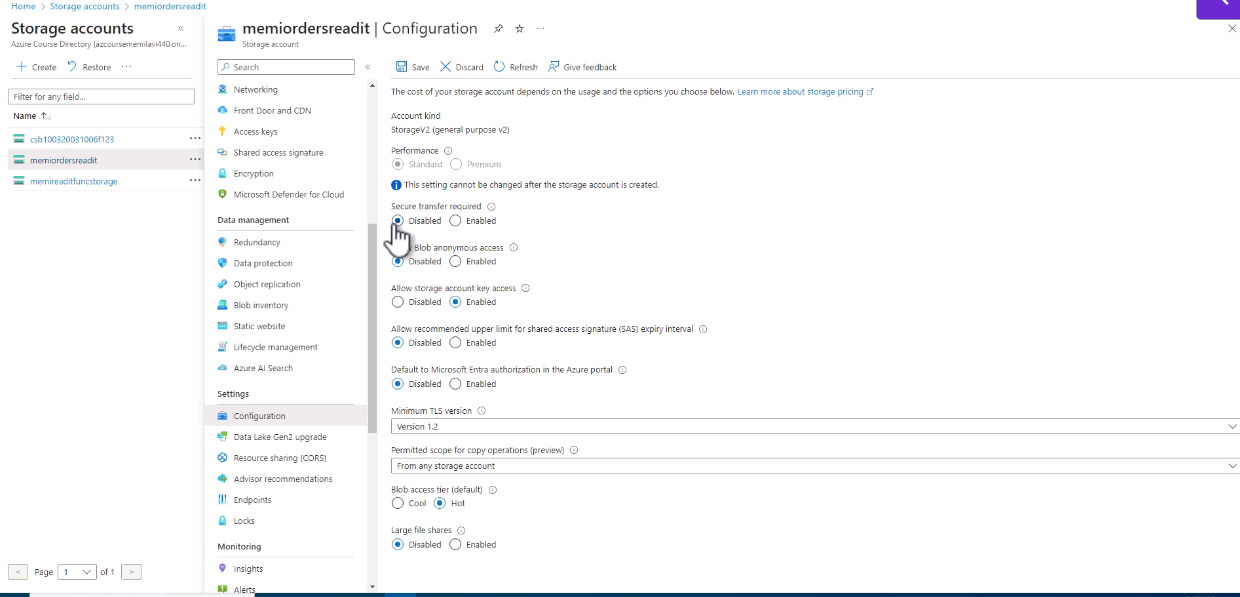 Home > Storage accounts > memiordersreadit
Storage accounts
Azure Course Directory (azcoursememilavi440.on...
Create Restore ...
Filter for any field...
Name ↑↓
csb100320031006f123 ...
memiordersreadit ...
memireaditfuncstorage ...
< Page 1 of 1 >
memiordersreadit | Configuration ...
Storage account
Search
Networking
Front Door and CDN
Access keys
Shared access signature
Encryption
Microsoft Defender for Cloud
Data management
Redundancy
Data protection
Object replication
Blob inventory
Static website
Lifecycle management
Azure AI Search
Settings
Configuration
Data Lake Gen2 upgrade
Resource sharing (CORS)
Advisor recommendations
Endpoints
Locks
Monitoring
Insights
Alerts
Save Discard Refresh Give feedback
The cost of your storage account depends on the usage and the options you choose below. Learn more about storage pricing
Account kind
StorageV2 (general purpose v2)
Performance
Standard Premium
This setting cannot be changed after the storage account is created.
Secure transfer required
Disabled Enabled
Blob anonymous access
Disabled Enabled
Allow storage account key access
Disabled Enabled
Allow recommended upper limit for shared access signature (SAS) expiry interval
Disabled Enabled
Default to Microsoft Entra authorization in the Azure portal
Disabled Enabled
Minimum TLS version
Version 1.2
Permitted scope for copy operations (preview)
From any storage account
Blob access tier (default)
Cool Hot
Large file shares
Disabled Enabled